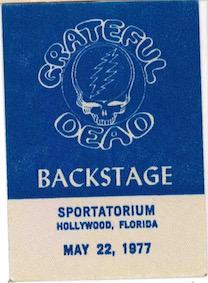 GRATEFUL
DEAD
BACKSTAGE
SPORTATORIUM
HOLLYWOOD, FLORIDA
MAY 22, 1977